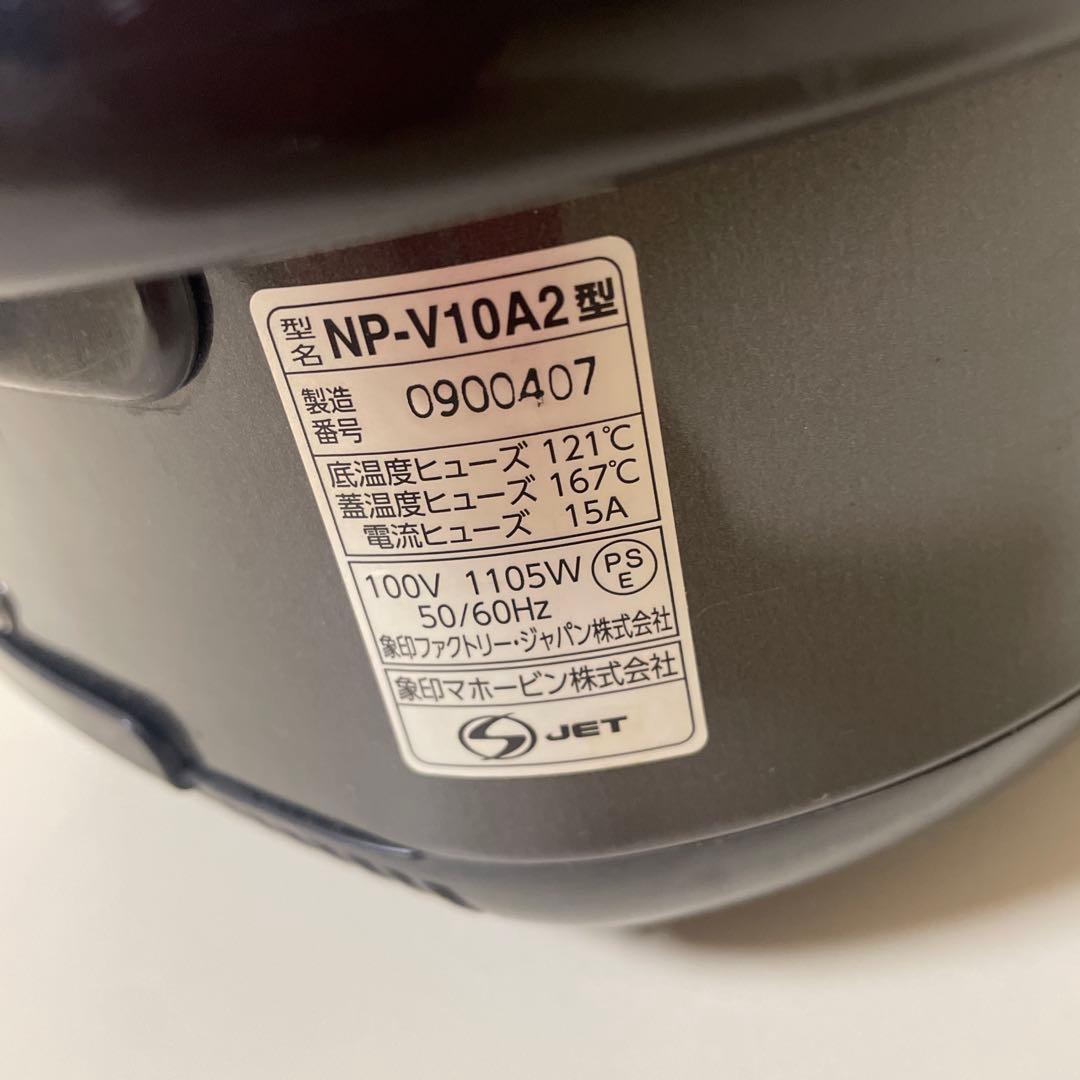 型名 NP-V10A2型
製造番号 0900407
底温度ヒューズ 121℃
蓋温度ヒューズ 167℃
電流ヒューズ 15A
100V 1105W PSE
50/60Hz
象印ファクトリー・ジャパン株式会社
象印マホービン株式会社
JET